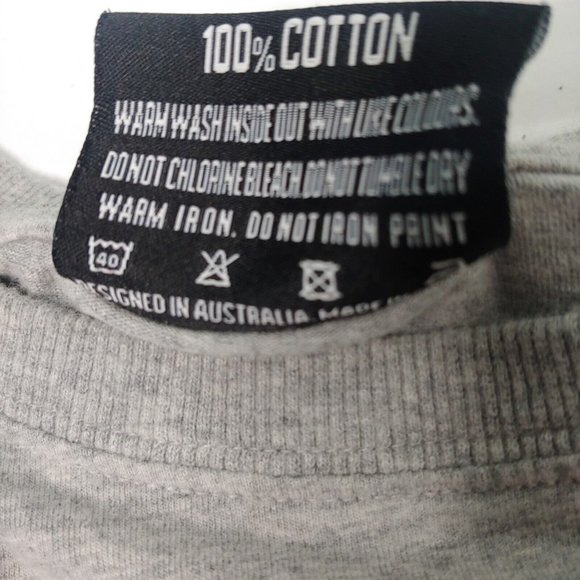 100% COTTON
WARM WASH INSIDE OUT WITH LIKE COLOURS.
DO NOT CHLORINE BLEACH. DO NOT TUMBLE DRY
WARM IRON. DO NOT IRON PRINT
40
DESIGNED IN AUSTRALIA. MADE